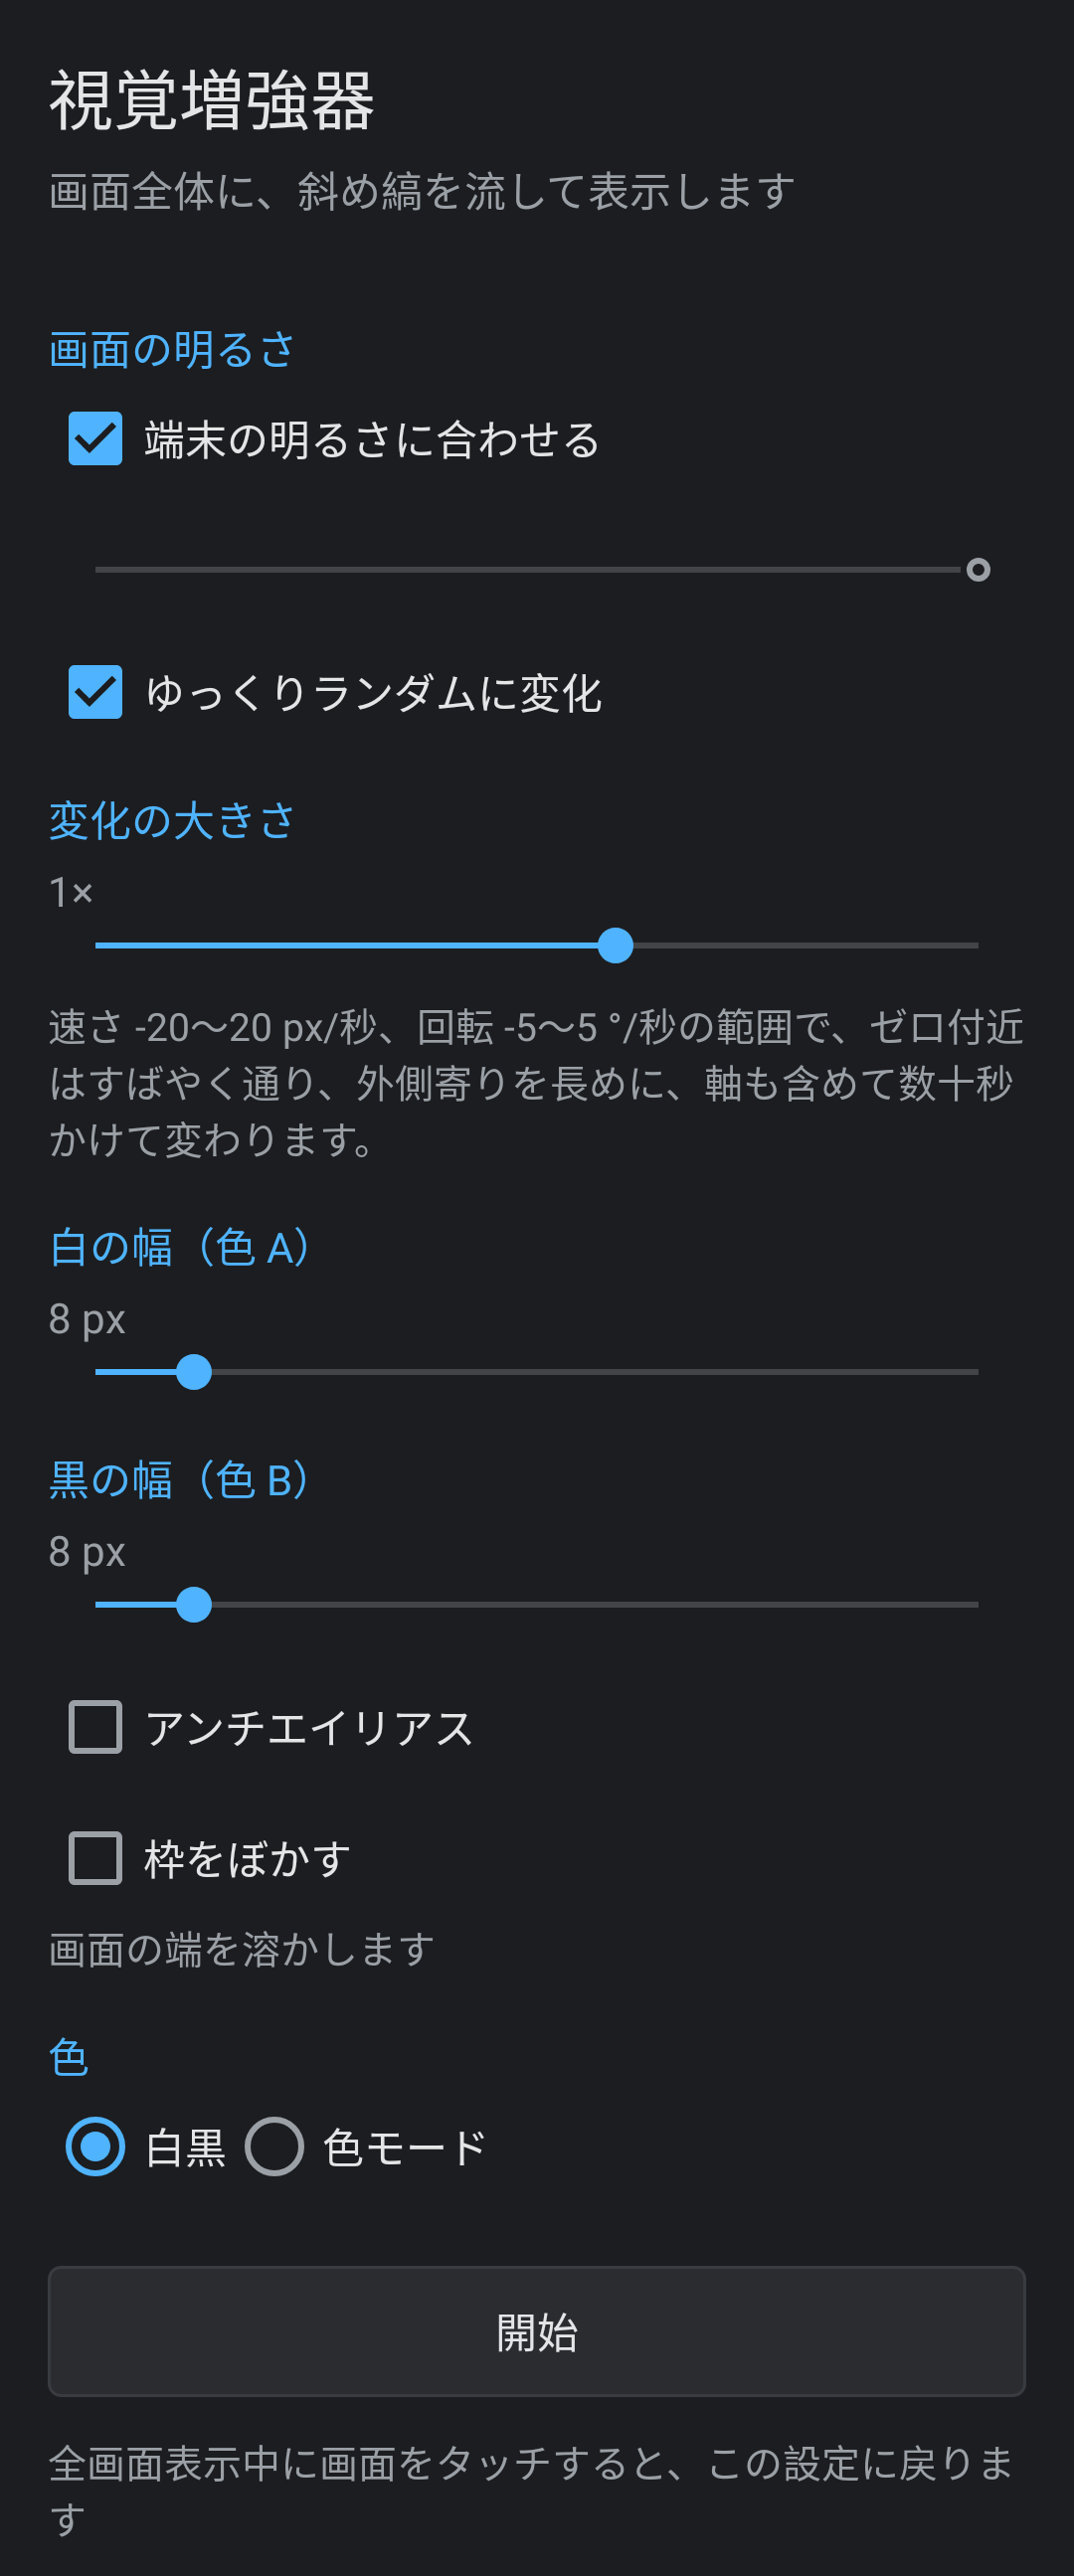 視覚増強器
画面全体に、斜め縞を流して表示します
画面の明るさ
端末の明るさに合わせる
ゆっくりランダムに変化
変化の大きさ
1×
速さ -20〜20 px/秒、回転 -5〜5 °/秒の範囲で、ゼロ付近
はすばやく通り、外側寄りを長めに、軸も含めて数十秒
かけて変わります。
白の幅（色 A）
8 px
黒の幅（色 B）
8 px
アンチエイリアス
枠をぼかす
画面の端を溶かします
色
白黒 色モード
開始
全画面表示中に画面をタッチすると、この設定に戻りま
す